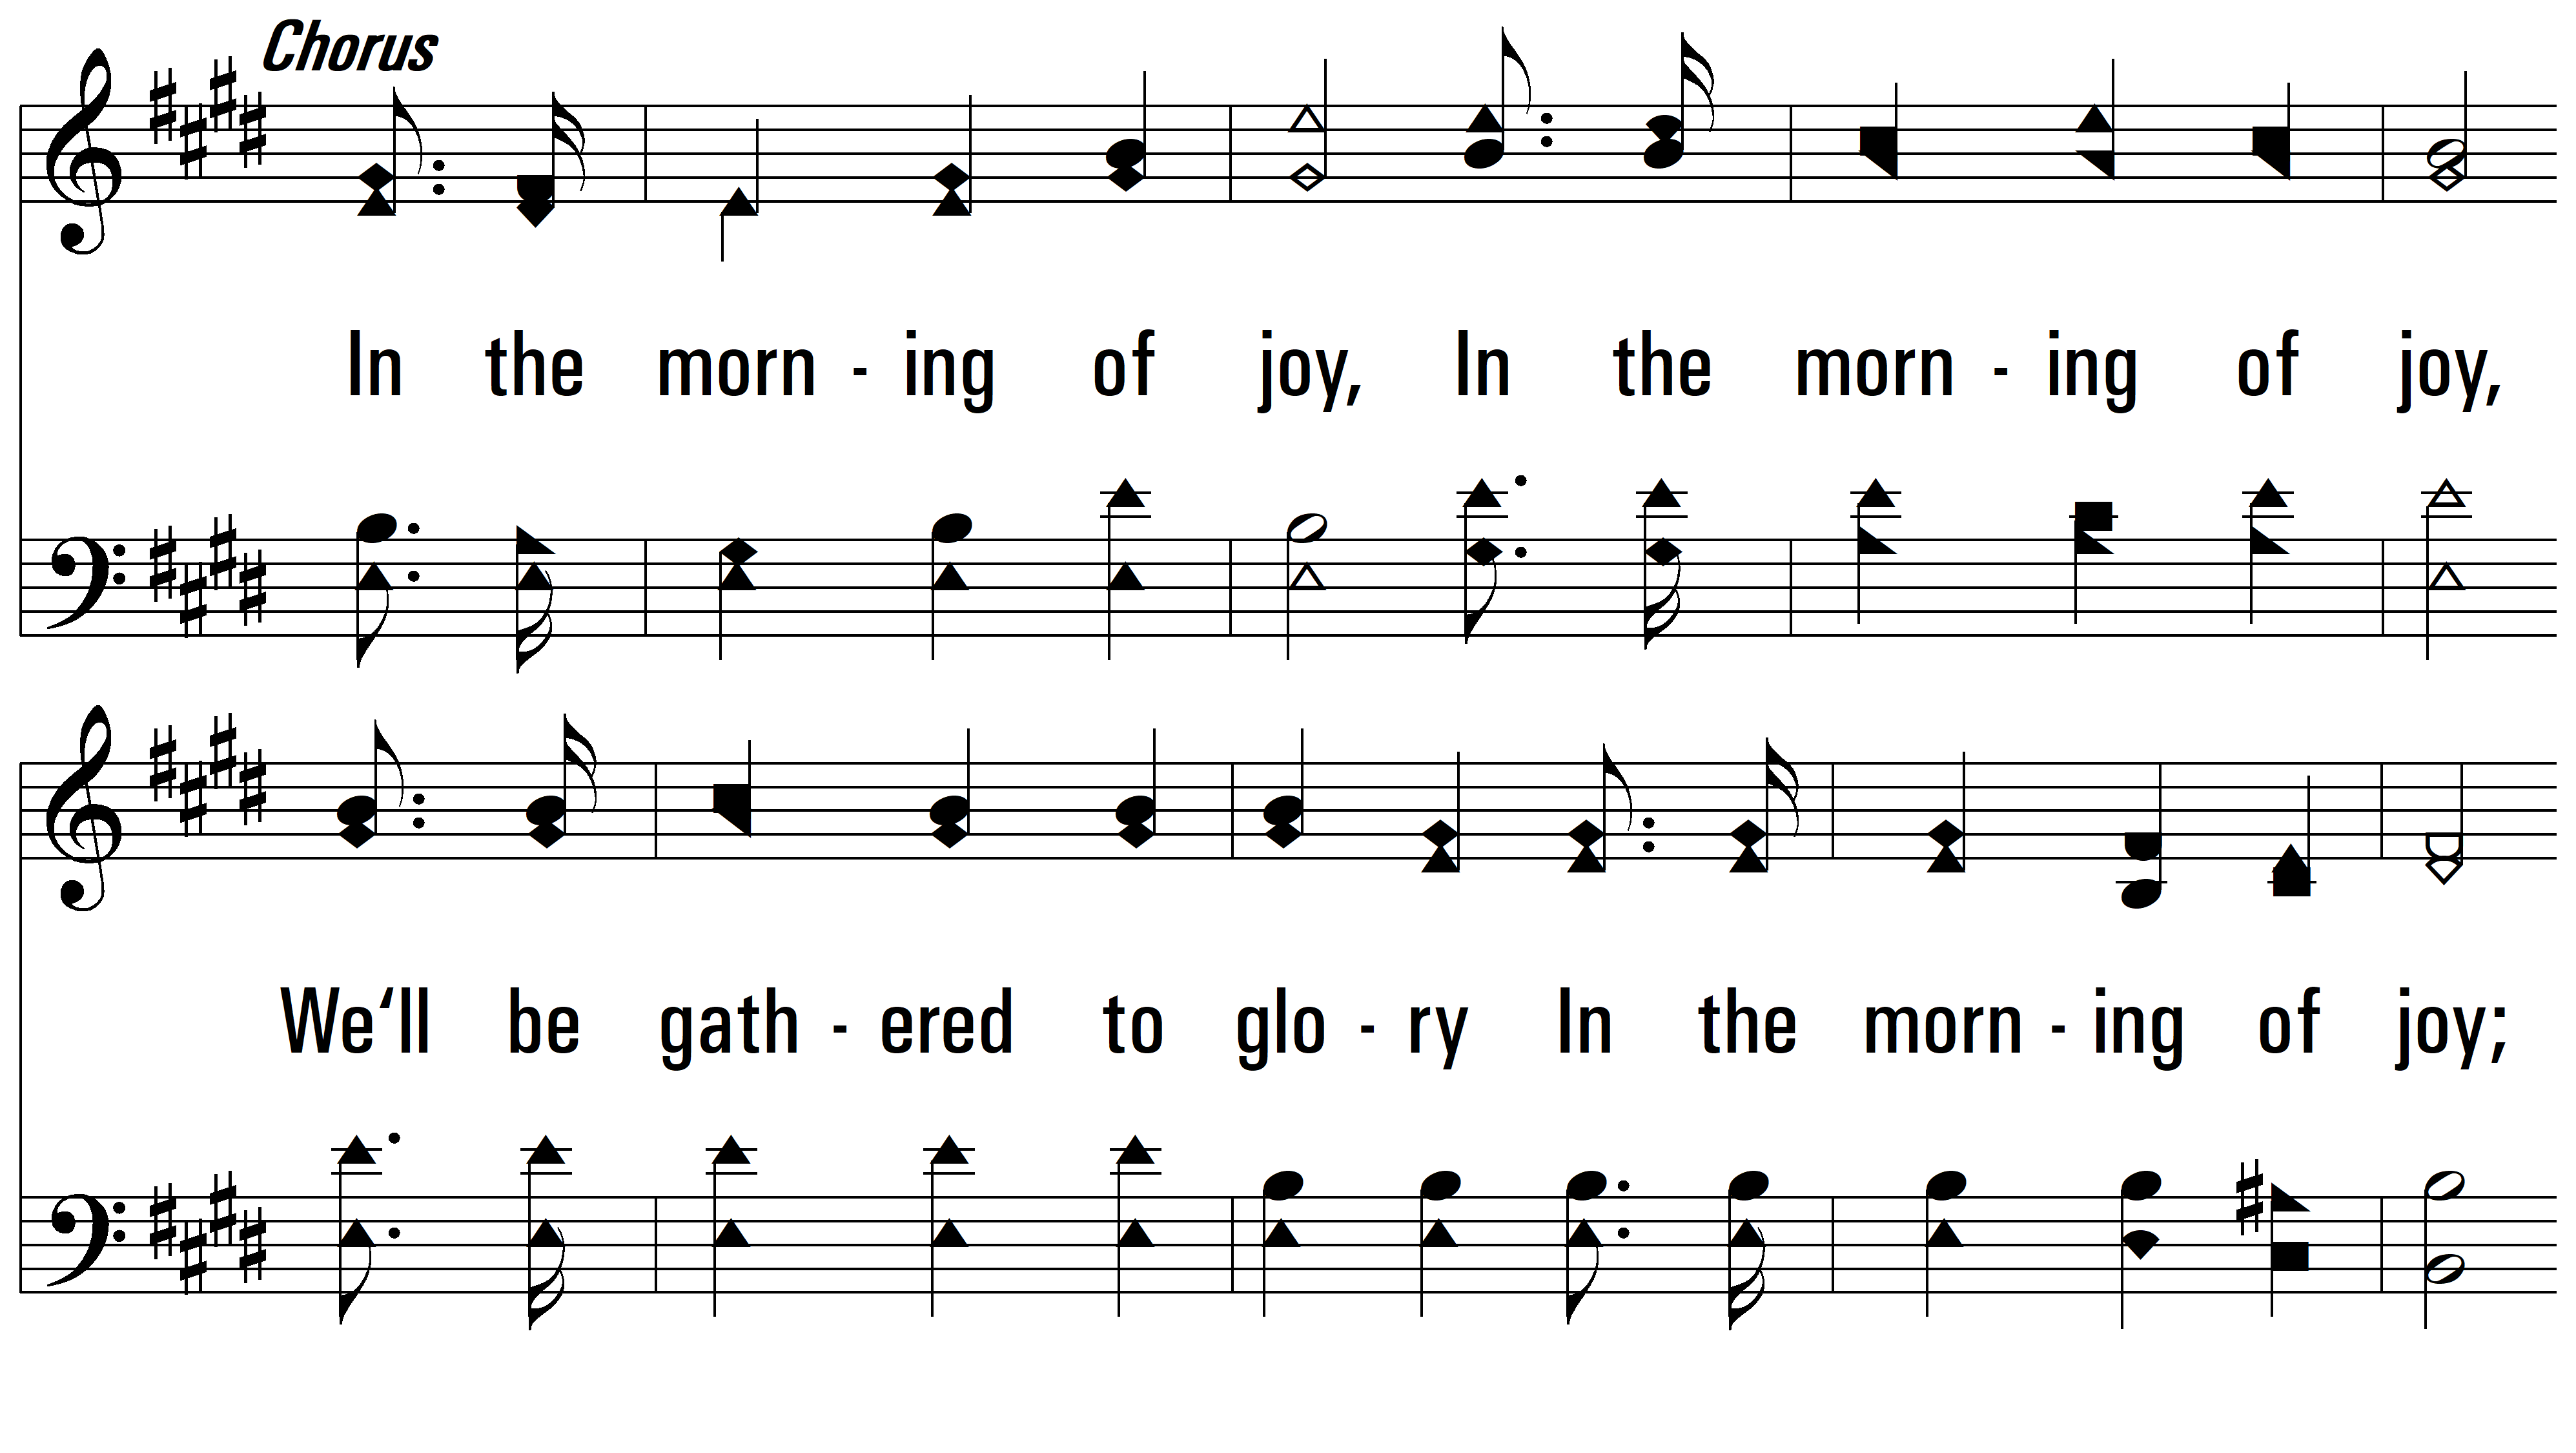 Chorus
In the morn - ing of joy, In the morn - ing of joy,
We‘ll be gath - ered to glo - ry In the morn - ing of joy;